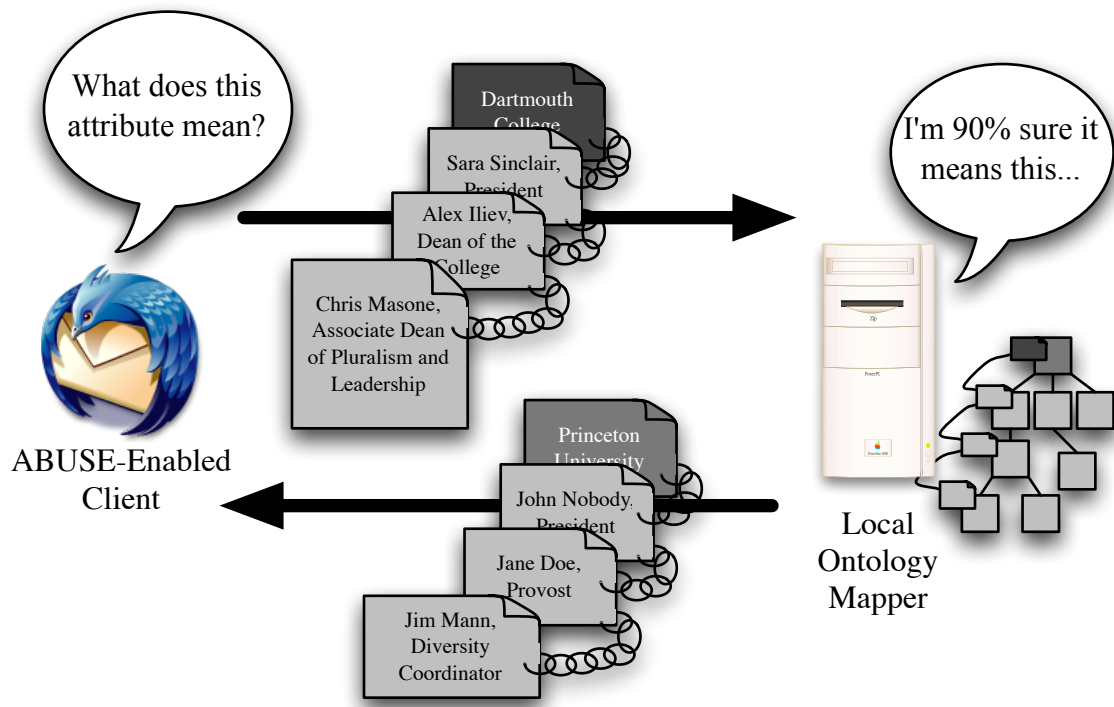 What does this
attribute mean?
Dartmouth
College
Sara Sinclair,
President
Alex Iliev,
Dean of the
College
Chris Masone,
Associate Dean
of Pluralism and
Leadership
I'm 90% sure it
means this...
Zip
PowerPC
ABUSE-Enabled
Client
Princeton
University
John Nobody,
President
Jane Doe,
Provost
Jim Mann,
Diversity
Coordinator
Local
Ontology
Mapper